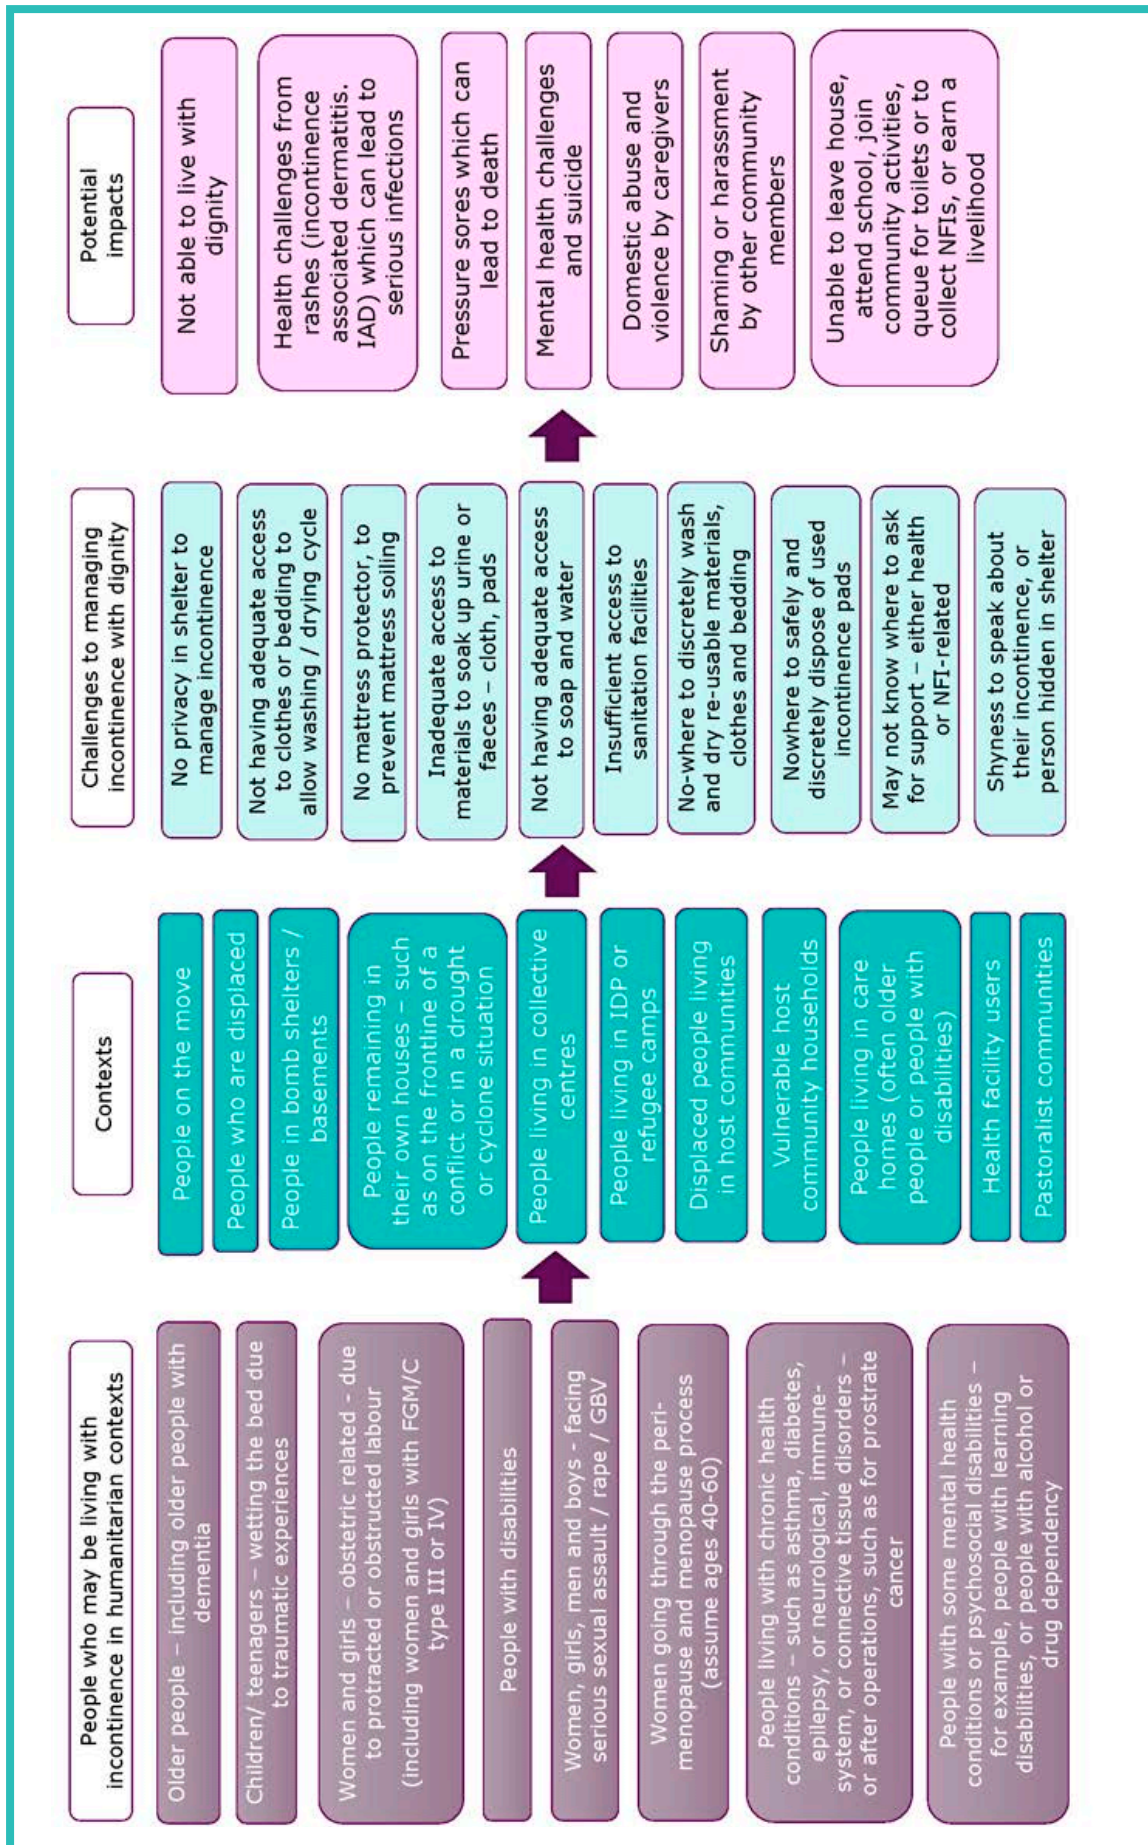 People who may be living with
incontinence in humanitarian contexts
Older people – including older people with
dementia
Children/ teenagers – wetting the bed due
to traumatic experiences
Women and girls – obstetric related - due
to protracted or obstructed labour
(including women and girls with FGM/C
type III or IV)
People with disabilities
Women, girls, men and boys - facing
serious sexual assault / rape / GBV
Women going through the peri-
menopause and menopause process
(assume ages 40-60)
People living with chronic health
conditions – such as asthma, diabetes,
epilepsy, or neurological, immune-
system, or connective tissue disorders –
or after operations, such as for prostrate
cancer
People with some mental health
conditions or psychosocial disabilities –
for example, people with learning
disabilities, or people with alcohol or
drug dependency
Contexts
People on the move
People who are displaced
People in bomb shelters /
basements
People remaining in
their own houses – such
as on the frontline of a
conflict or in a drought
or cyclone situation
People living in collective
centres
People living in IDP or
refugee camps
Displaced people living
in host communities
Vulnerable host
community households
People living in care
homes (often older
people or people with
disabilities)
Health facility users
Pastoralist communities
Challenges to managing
incontinence with dignity
No privacy in shelter to
manage incontinence
Not having adequate access
to clothes or bedding to
allow washing / drying cycle
No mattress protector, to
prevent mattress soiling
Inadequate access to
materials to soak up urine or
faeces – cloth, pads
Not having adequate access
to soap and water
Insufficient access to
sanitation facilities
No-where to discretely wash
and dry re-usable materials,
clothes and bedding
Nowhere to safely and
discretely dispose of used
incontinence pads
May not know where to ask
for support – either health
or NFI-related
Shyness to speak about
their incontinence, or
person hidden in shelter
Potential
impacts
Not able to live with
dignity
Health challenges from
rashes (incontinence
associated dermatitis.
IAD) which can lead to
serious infections
Pressure sores which can
lead to death
Mental health challenges
and suicide
Domestic abuse and
violence by caregivers
Shaming or harassment
by other community
members
Unable to leave house,
attend school, join
community activities,
queue for toilets or to
collect NFIs, or earn a
livelihood